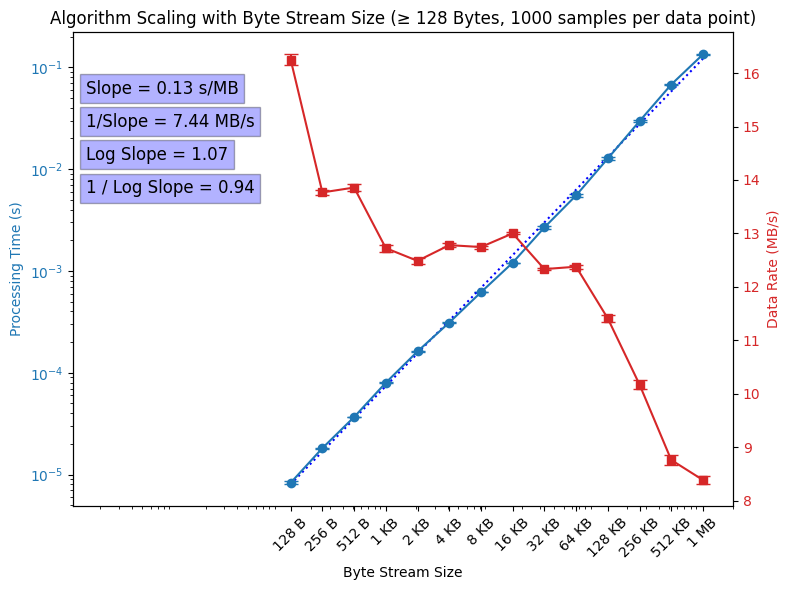 Algorithm Scaling with Byte Stream Size (≥ 128 Bytes, 1000 samples per data point)
Slope = 0.13 s/MB
1/Slope = 7.44 MB/s
Log Slope = 1.07
1 / Log Slope = 0.94
Processing Time (s)
10⁻¹
10⁻²
10⁻³
10⁻⁴
10⁻⁵
16
15
14
13
12
11
10
9
8
Data Rate (MB/s)
128 B
256 B
512 B
1 KB
2 KB
4 KB
8 KB
16 KB
32 KB
64 KB
128 KB
256 KB
512 KB
1 MB
Byte Stream Size